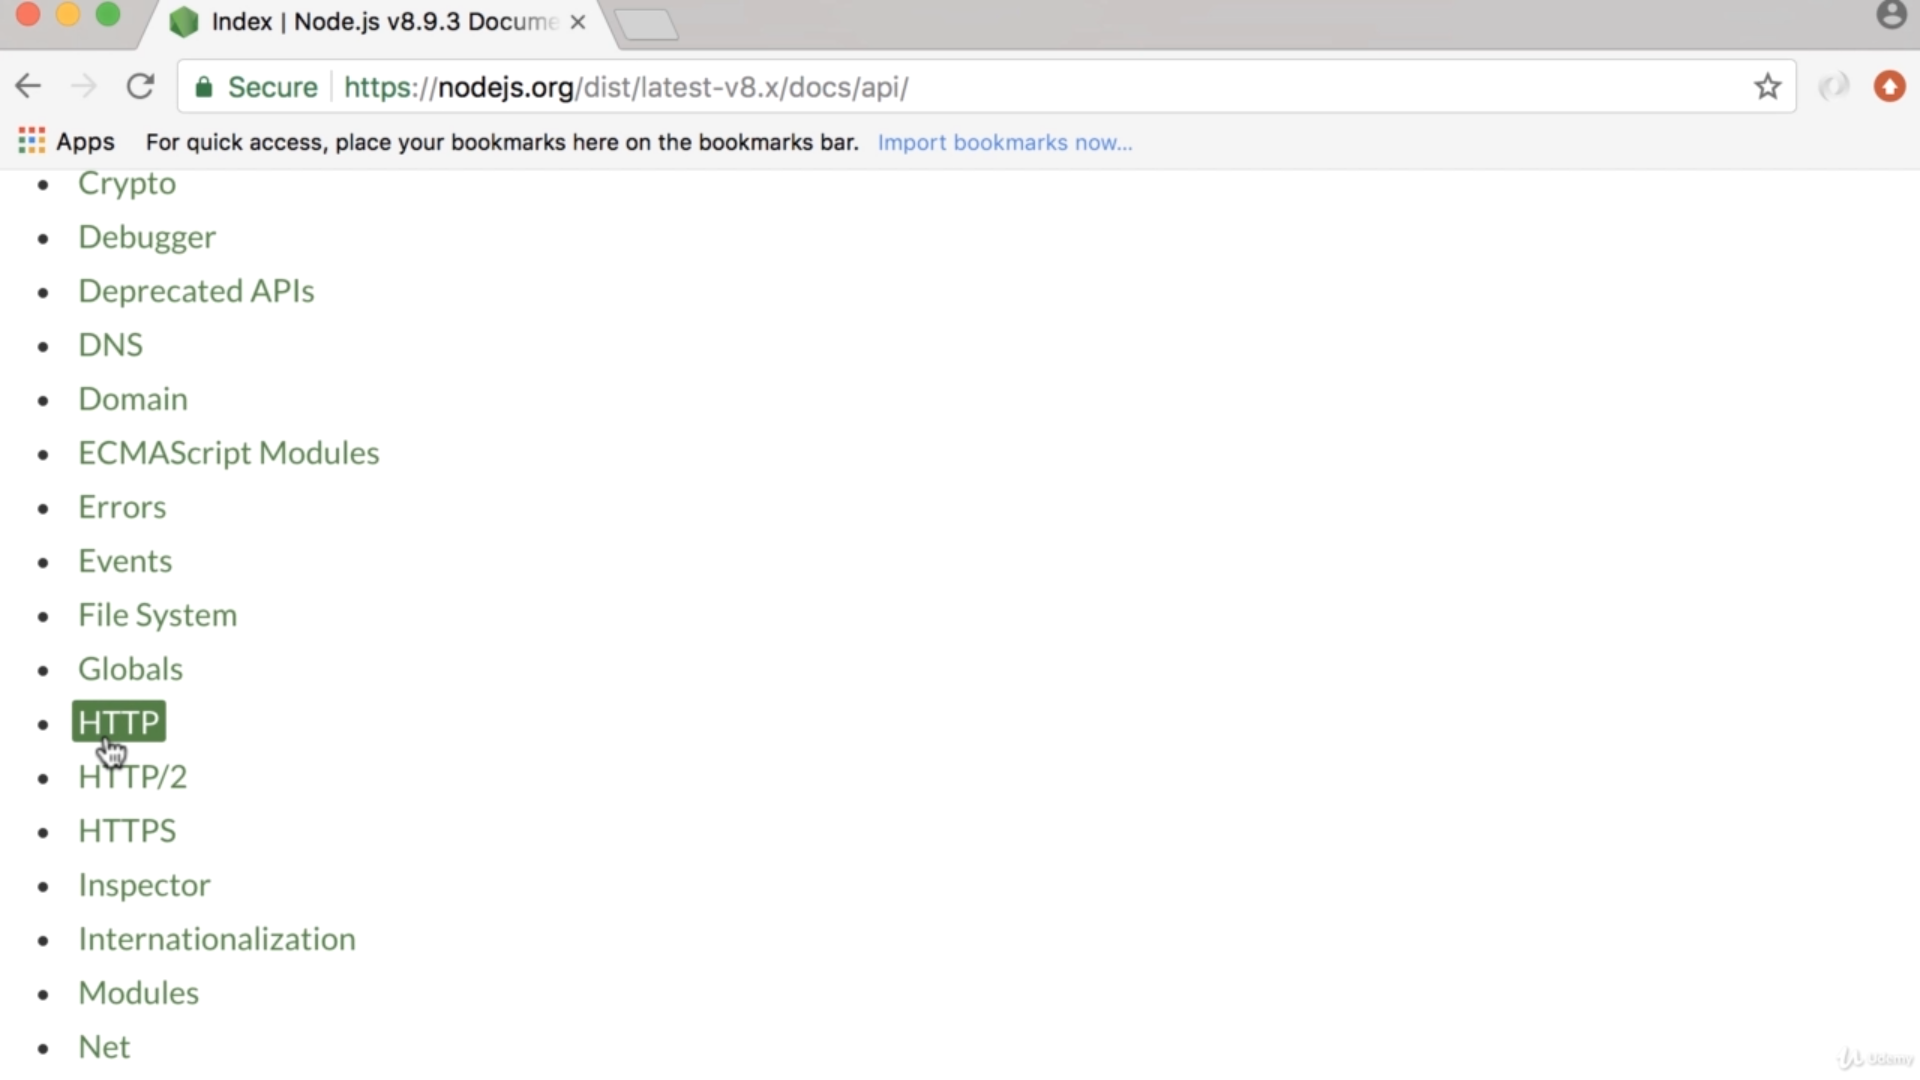 Index | Node.js v8.9.3 Docume
Secure https://nodejs.org/dist/latest-v8.x/docs/api/
Apps For quick access, place your bookmarks here on the bookmarks bar. Import bookmarks now...
Crypto
Debugger
Deprecated APIs
DNS
Domain
ECMAScript Modules
Errors
Events
File System
Globals
HTTP
HTTP/2
HTTPS
Inspector
Internationalization
Modules
Net
Udemy